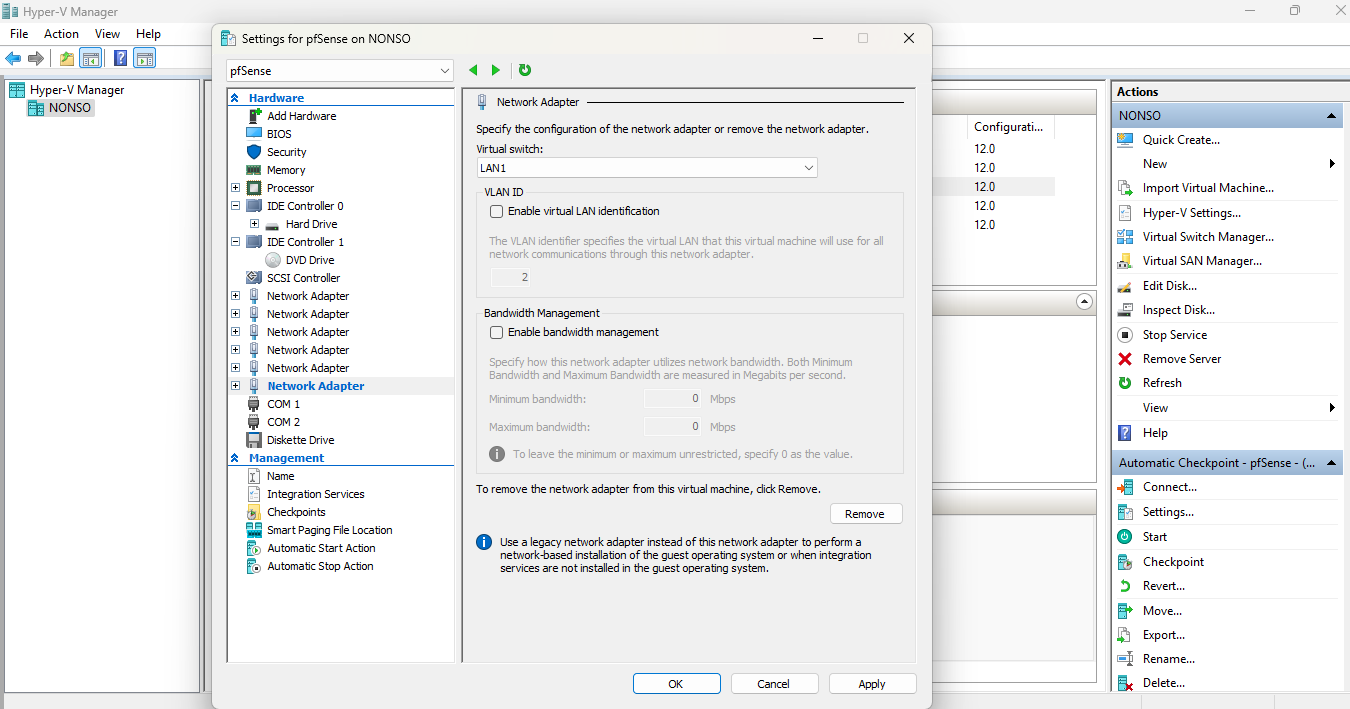 Hyper-V Manager
File Action View Help
Hyper-V Manager
NONSO
Settings for pfSense on NONSO
pfSense
Hardware
Add Hardware
BIOS
Security
Memory
Processor
IDE Controller 0
Hard Drive
IDE Controller 1
DVD Drive
SCSI Controller
Network Adapter
Network Adapter
Network Adapter
Network Adapter
Network Adapter
Network Adapter
COM 1
COM 2
Diskette Drive
Management
Name
Integration Services
Checkpoints
Smart Paging File Location
Automatic Start Action
Automatic Stop Action
Network Adapter
Specify the configuration of the network adapter or remove the network adapter.
Virtual switch:
LAN1
VLAN ID
Enable virtual LAN identification
The VLAN identifier specifies the virtual LAN that this virtual machine will use for all
network communications through this network adapter.
2
Bandwidth Management
Enable bandwidth management
Specify how this network adapter utilizes network bandwidth. Both Minimum
Bandwidth and Maximum Bandwidth are measured in Megabits per second.
Minimum bandwidth: 0 Mbps
Maximum bandwidth: 0 Mbps
To leave the minimum or maximum unrestricted, specify 0 as the value.
To remove the network adapter from this virtual machine, click Remove.
Remove
Use a legacy network adapter instead of this network adapter to perform a
network-based installation of the guest operating system or when integration
services are not installed in the guest operating system.
OK Cancel Apply
Configurati...
12.0
12.0
12.0
12.0
12.0
Actions
NONSO
Quick Create...
New
Import Virtual Machine...
Hyper-V Settings...
Virtual Switch Manager...
Virtual SAN Manager...
Edit Disk...
Inspect Disk...
Stop Service
Remove Server
Refresh
View
Help
Automatic Checkpoint - pfSense - (...
Connect...
Settings...
Start
Checkpoint
Revert...
Move...
Export...
Rename...
Delete...